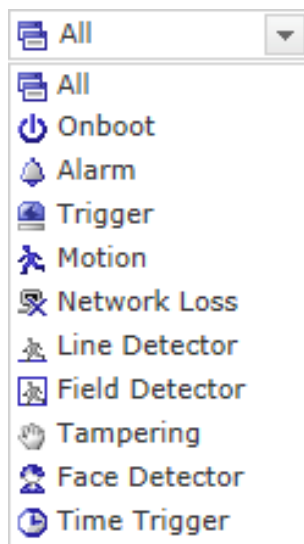 All
All
Onboot
Alarm
Trigger
Motion
Network Loss
Line Detector
Field Detector
Tampering
Face Detector
Time Trigger